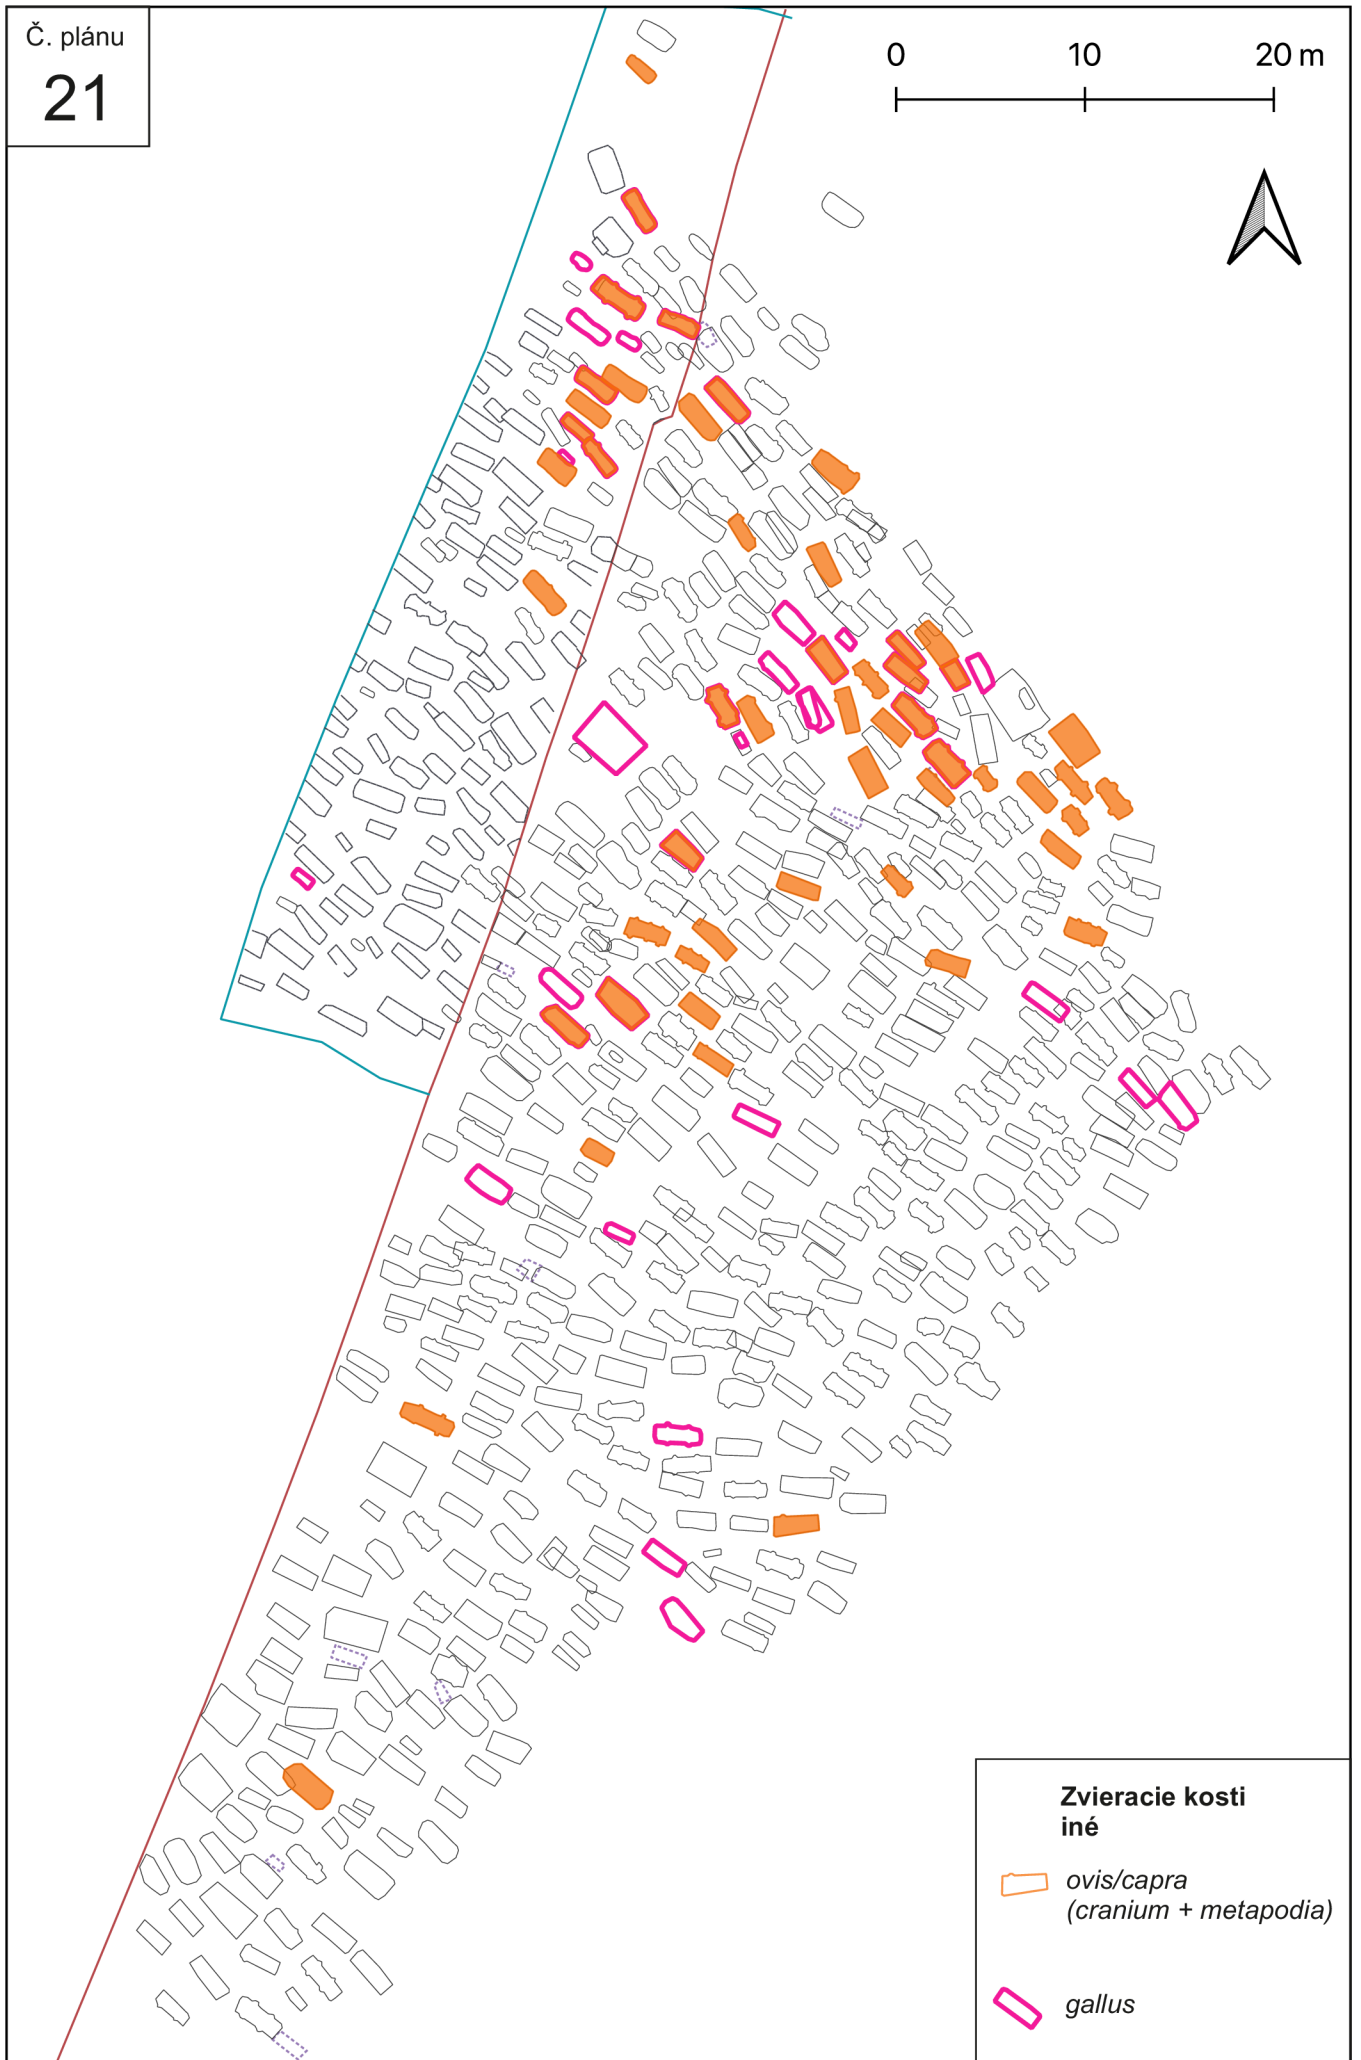 Č. plánu
21
0 10 20 m
Zvieracie kosti
iné
ovis/capra
(cranium + metapodia)
gallus